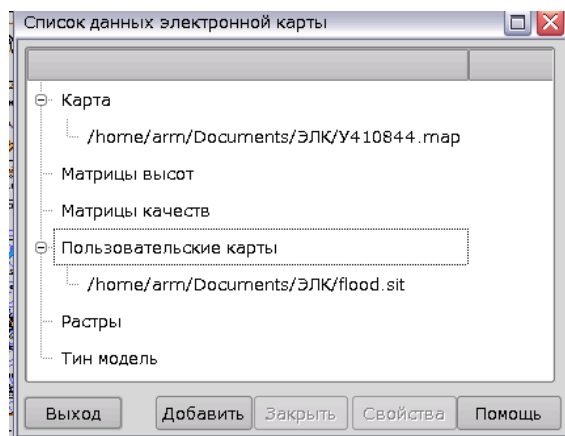 Список данных электронной карты
Карта
/home/arm/Documents/ЭЛК/У410844.map
Матрицы высот
Матрицы качеств
Пользовательские карты
/home/arm/Documents/ЭЛК/flood.sit
Растры
Тин модель
Выход Добавить Закрыть Свойства Помощь